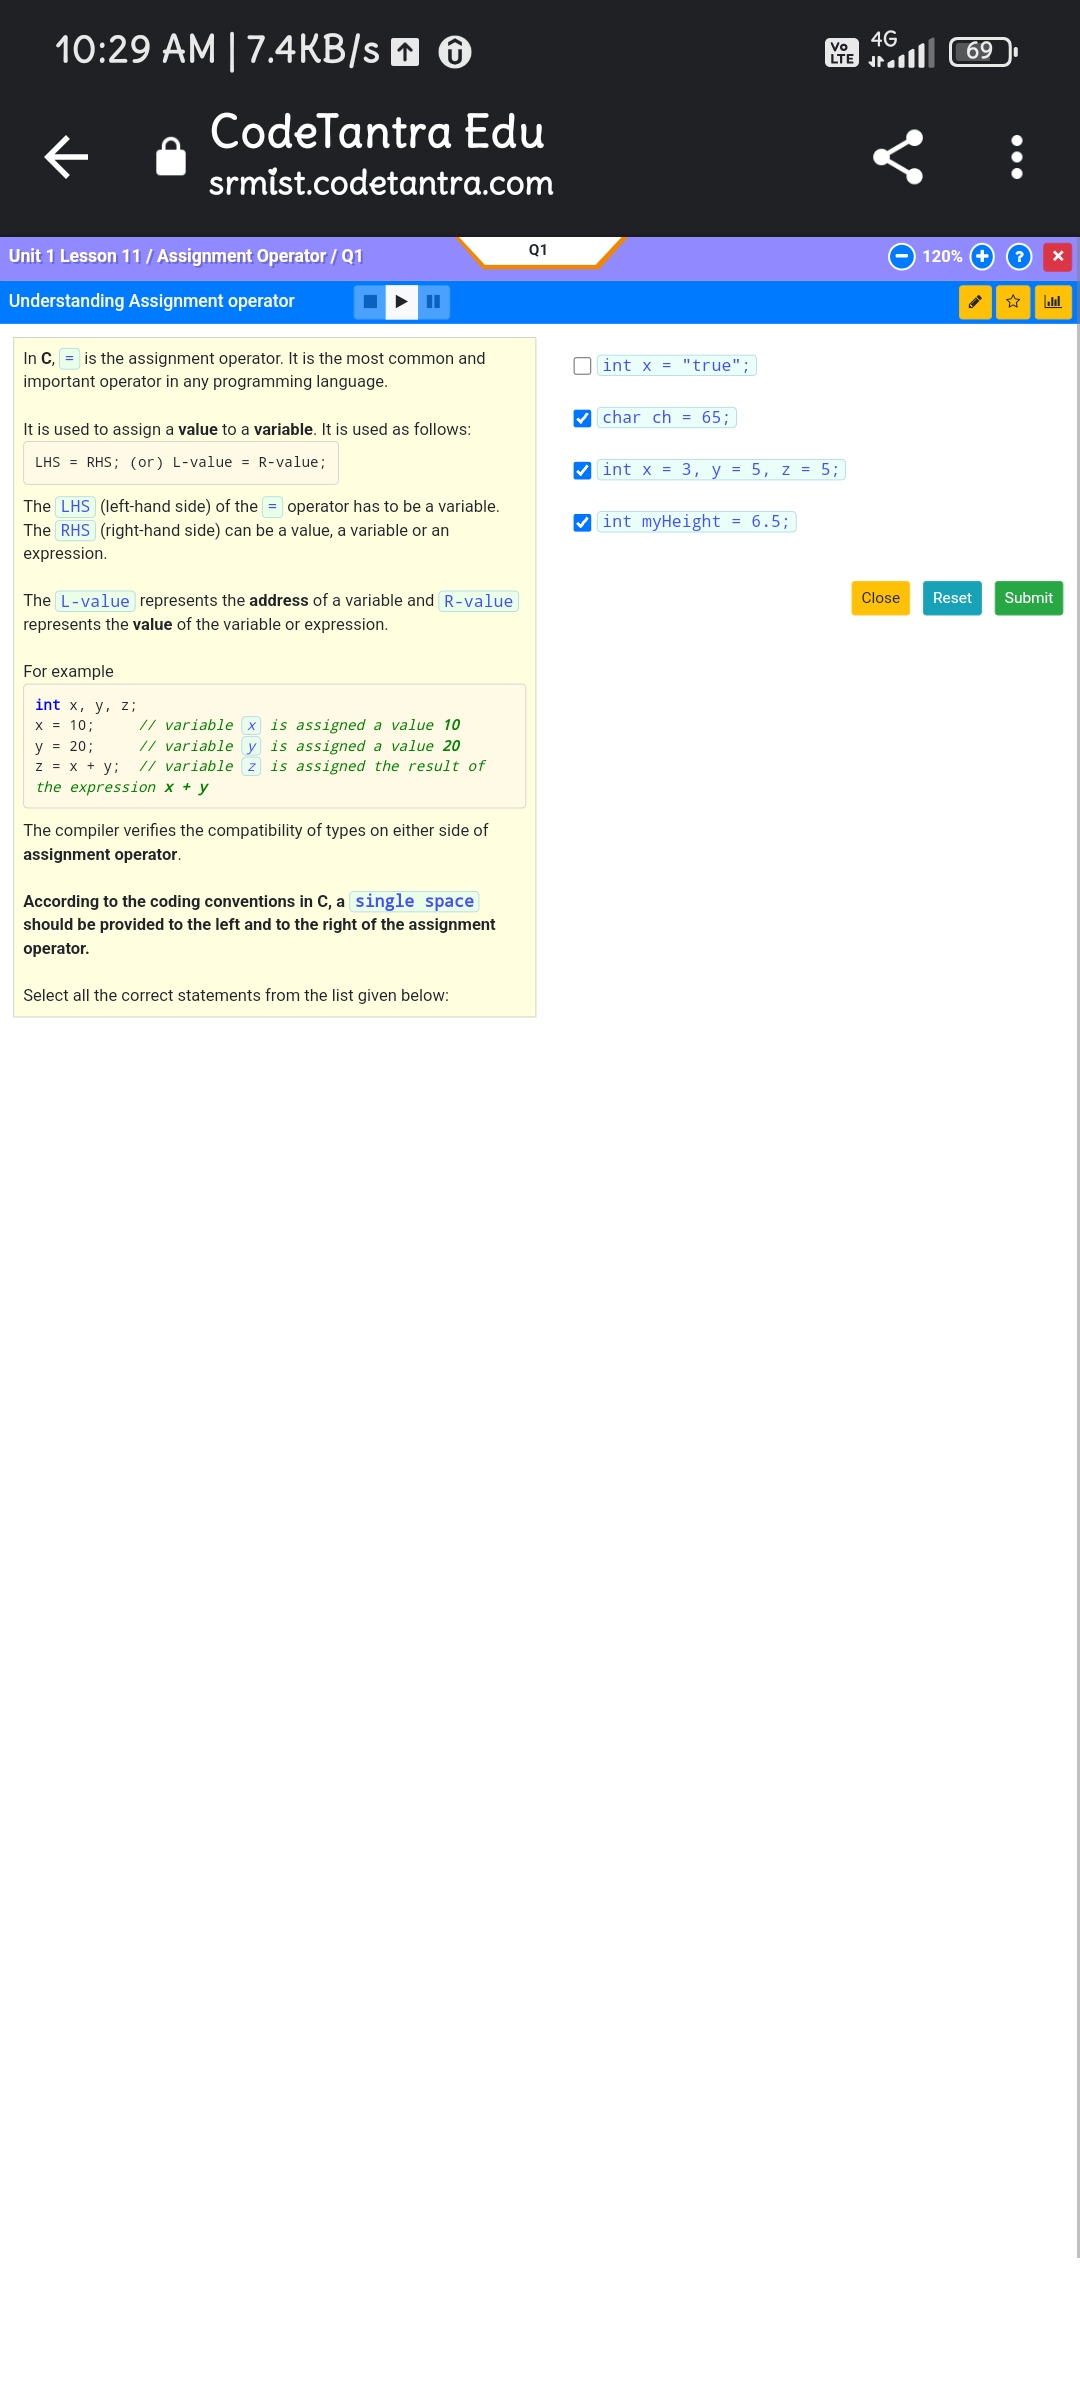 10:29 AM | 7.4KB/s
Vo LTE 4G 69
CodeTantra Edu
srmist.codetantra.com
Unit 1 Lesson 11 / Assignment Operator / Q1
Q1
120%
?
Understanding Assignment operator
In C, = is the assignment operator. It is the most common and
important operator in any programming language.
It is used to assign a value to a variable. It is used as follows:
LHS = RHS; (or) L-value = R-value;
The LHS (left-hand side) of the = operator has to be a variable.
The RHS (right-hand side) can be a value, a variable or an
expression.
The L-value represents the address of a variable and R-value
represents the value of the variable or expression.
For example
int x, y, z;
x = 10; // variable x is assigned a value 10
y = 20; // variable y is assigned a value 20
z = x + y; // variable z is assigned the result of
the expression x + y
The compiler verifies the compatibility of types on either side of
assignment operator.
According to the coding conventions in C, a single space
should be provided to the left and to the right of the assignment
operator.
Select all the correct statements from the list given below:
int x = "true";
char ch = 65;
int x = 3, y = 5, z = 5;
int myHeight = 6.5;
Close Reset Submit